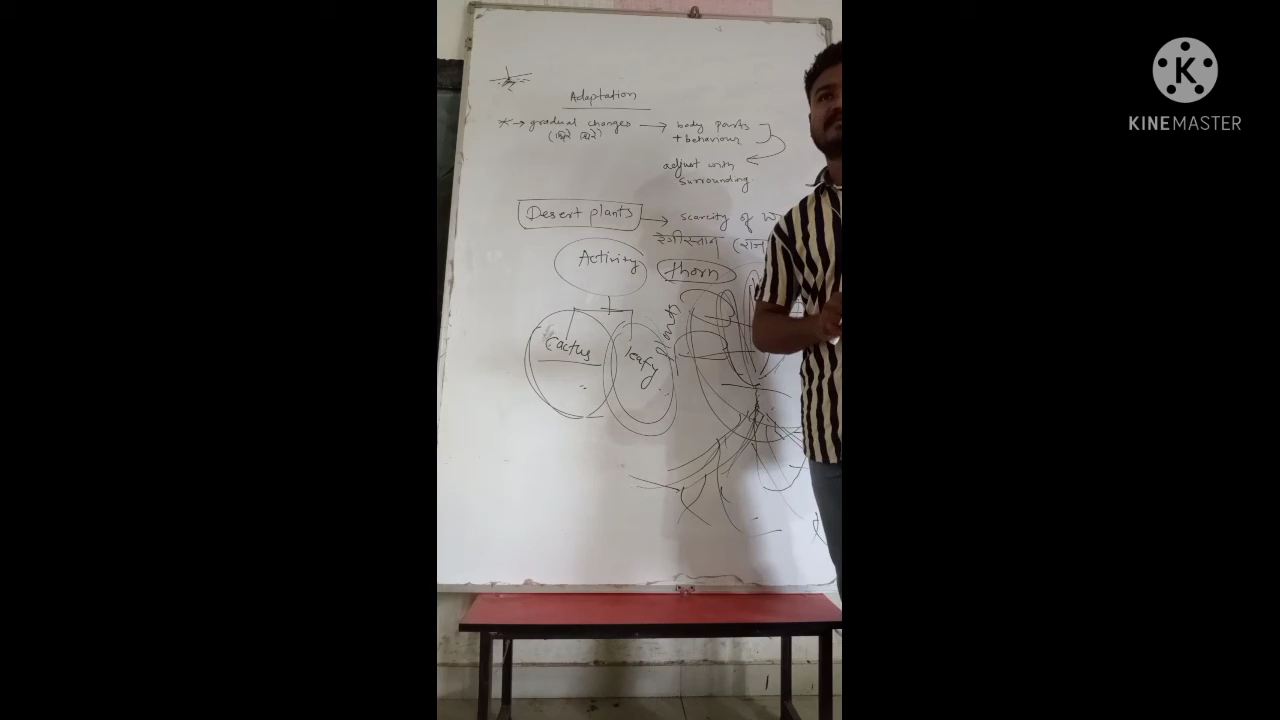 Adaptation
* → gradual changes → body parts
+ behaviour
adjust with
surrounding.
Desert plants → scarcity of
रेगीस्तान
Activity
thorn
Cactus
leafy
plants
K
KINEMASTER